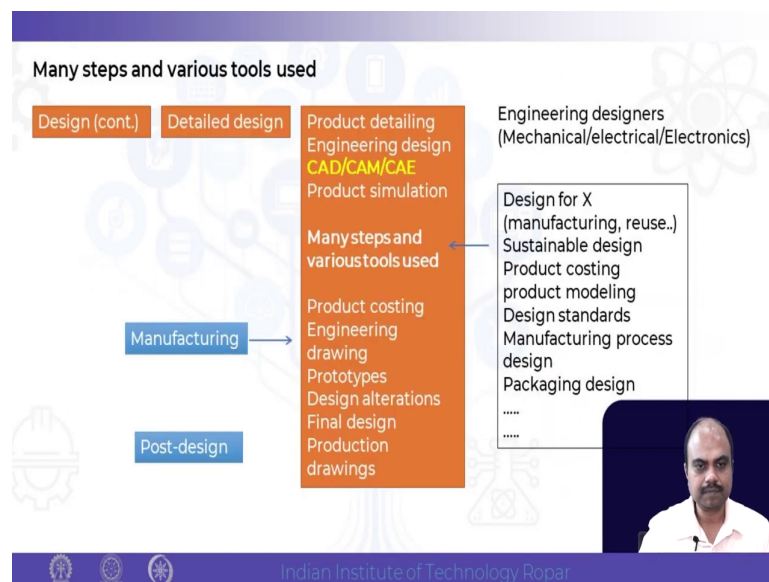 Many steps and various tools used
Design (cont.)
Detailed design
Product detailing
Engineering design
CAD/CAM/CAE
Product simulation
Many steps and
various tools used
Product costing
Engineering
drawing
Prototypes
Design alterations
Final design
Production
drawings
Engineering designers
(Mechanical/electrical/Electronics)
Design for X
(manufacturing, reuse..)
Sustainable design
Product costing
product modeling
Design standards
Manufacturing process
design
Packaging design
.....
.....
Manufacturing
Post-design
Indian Institute of Technology Ropar